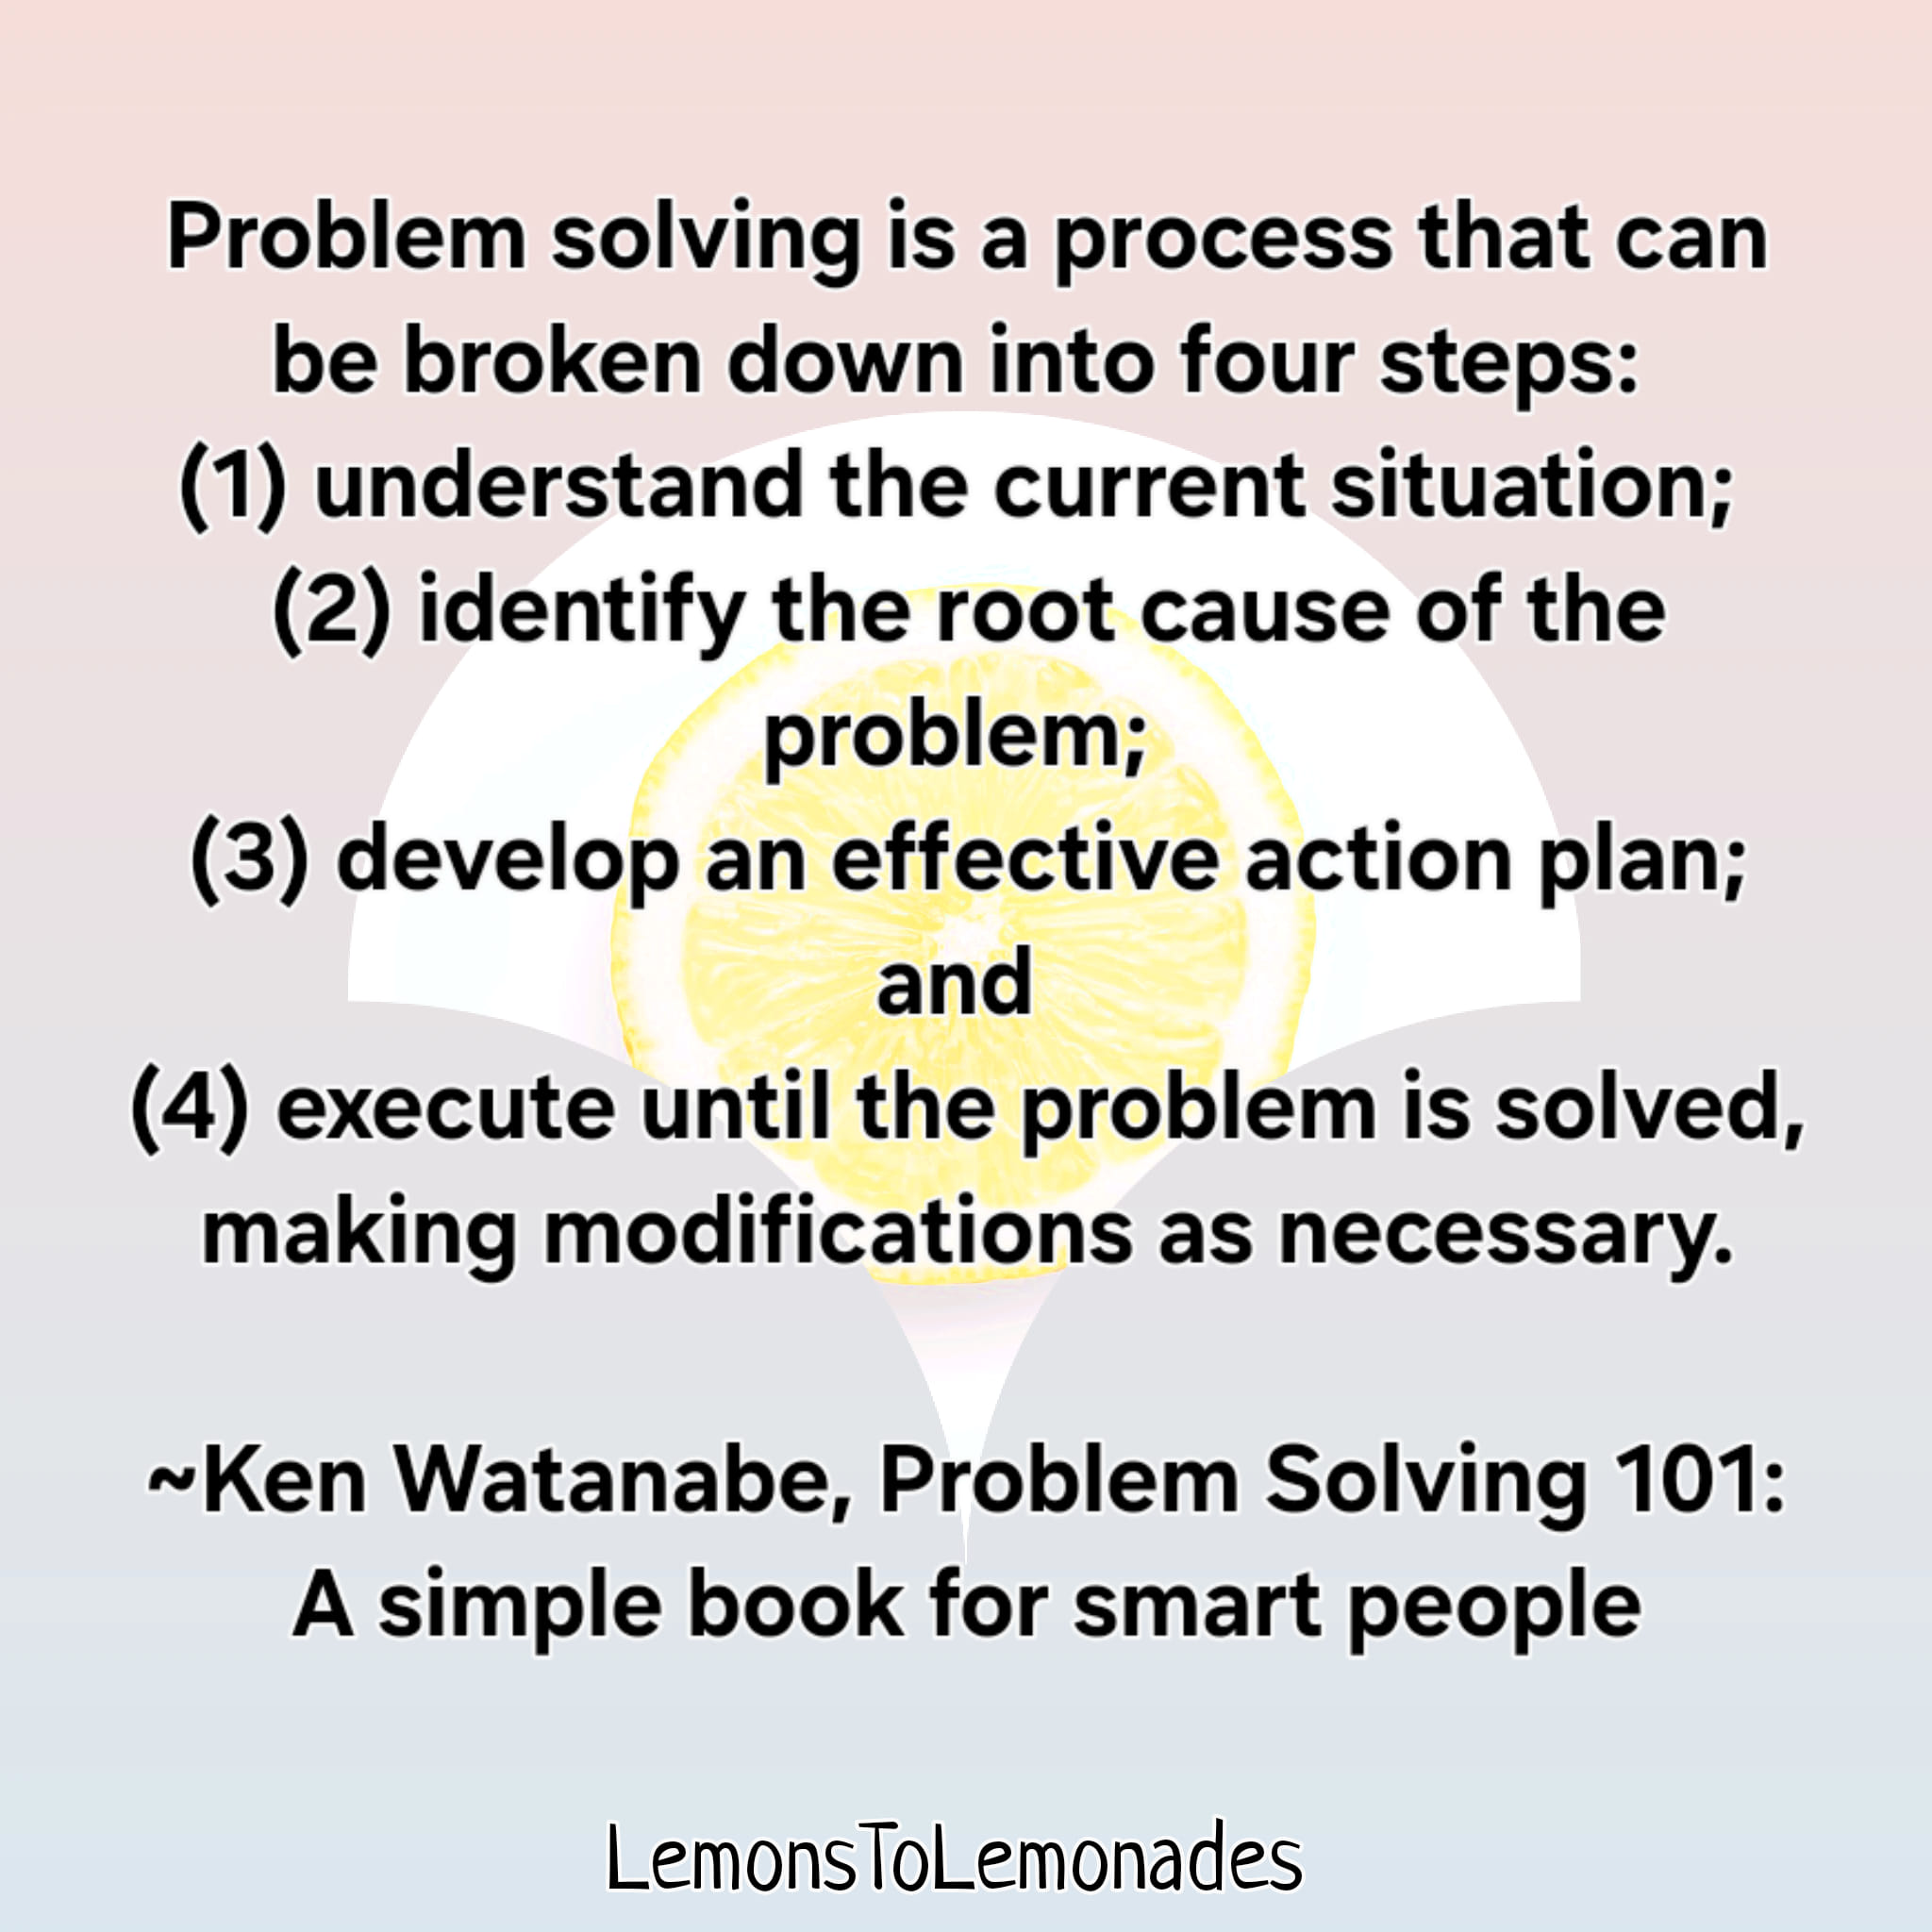 Problem solving is a process that can
be broken down into four steps:
(1) understand the current situation;
(2) identify the root cause of the
problem;
(3) develop an effective action plan;
and
(4) execute until the problem is solved,
making modifications as necessary.
~Ken Watanabe, Problem Solving 101:
A simple book for smart people
LemonsToLemonades